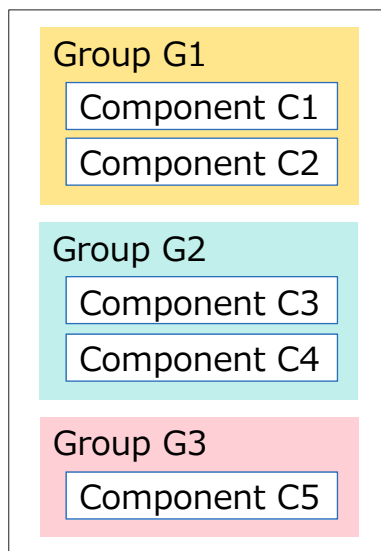 Group G1
Component C1
Component C2
Group G2
Component C3
Component C4
Group G3
Component C5